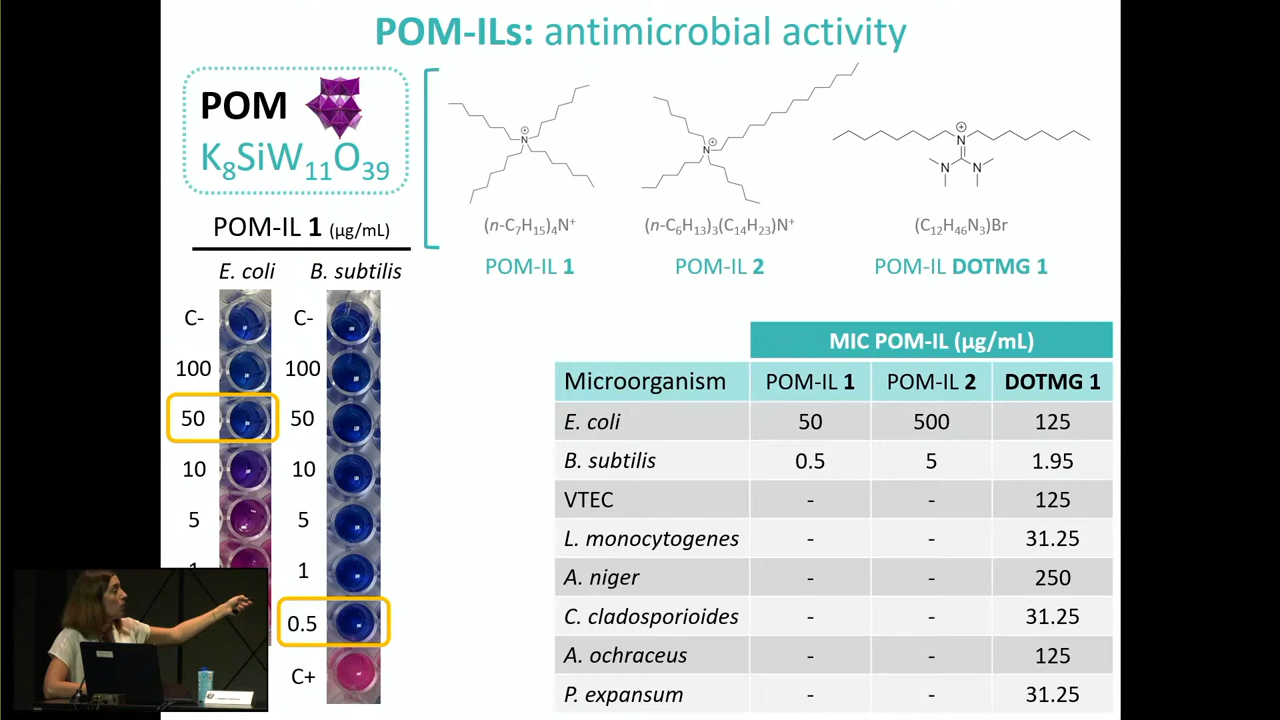 POM-ILs: antimicrobial activity
POM
K8SiW11O39
N
+
N
+
N
+
N
N
(n-C7H15)4N+
(n-C6H13)3(C14H23)N+
(C12H46N3)Br
POM-IL 1
POM-IL 2
POM-IL DOTMG 1
POM-IL 1 (μg/mL)
E. coli B. subtilis
C- C-
100 100
50 50
10 10
5 5
1 1
0.5
C+
MIC POM-IL (μg/mL)
Microorganism POM-IL 1 POM-IL 2 DOTMG 1
E. coli 50 500 125
B. subtilis 0.5 5 1.95
VTEC - - 125
L. monocytogenes - - 31.25
A. niger - - 250
C. cladosporioides - - 31.25
A. ochraceus - - 125
P. expansum - - 31.25